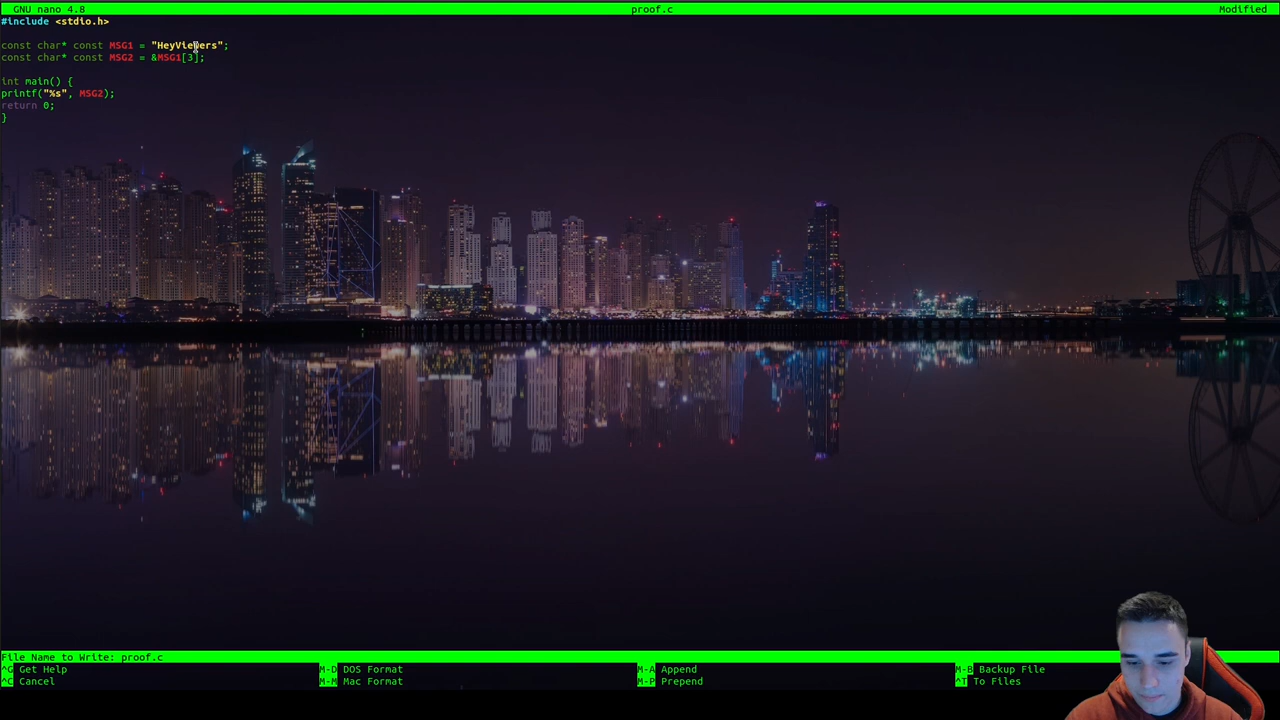 GNU nano 4.8 proof.c Modified
#include <stdio.h>
const char* const MSG1 = "HeyViewers";
const char* const MSG2 = &MSG1[3];
int main() {
printf("%s", MSG2);
return 0;
}
File Name to Write: proof.c
^G Get Help M-D DOS Format M-A Append M-B Backup File
^C Cancel M-M Mac Format M-P Prepend ^T To Files